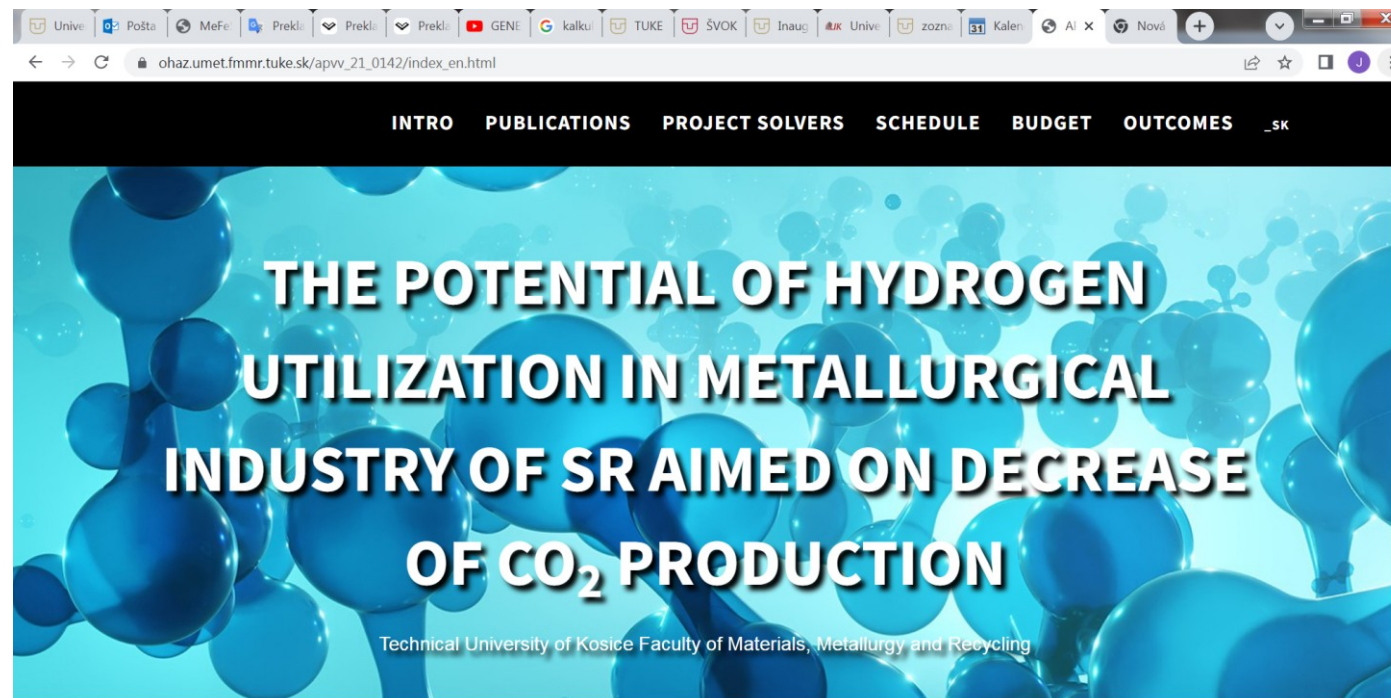 Unive Pošta MeFe: Prekla Prekla Prekla GENE kalkul TUKE ŠVOK Inaug Unive zozna 31 Kalen Al Nová
ohaz.umet.fmmr.tuke.sk/apvv_21_0142/index_en.html J
INTRO PUBLICATIONS PROJECT SOLVERS SCHEDULE BUDGET OUTCOMES _SK
THE POTENTIAL OF HYDROGEN
UTILIZATION IN METALLURGICAL
INDUSTRY OF SR AIMED ON DECREASE
OF CO₂ PRODUCTION
Technical University of Kosice Faculty of Materials, Metallurgy and Recycling